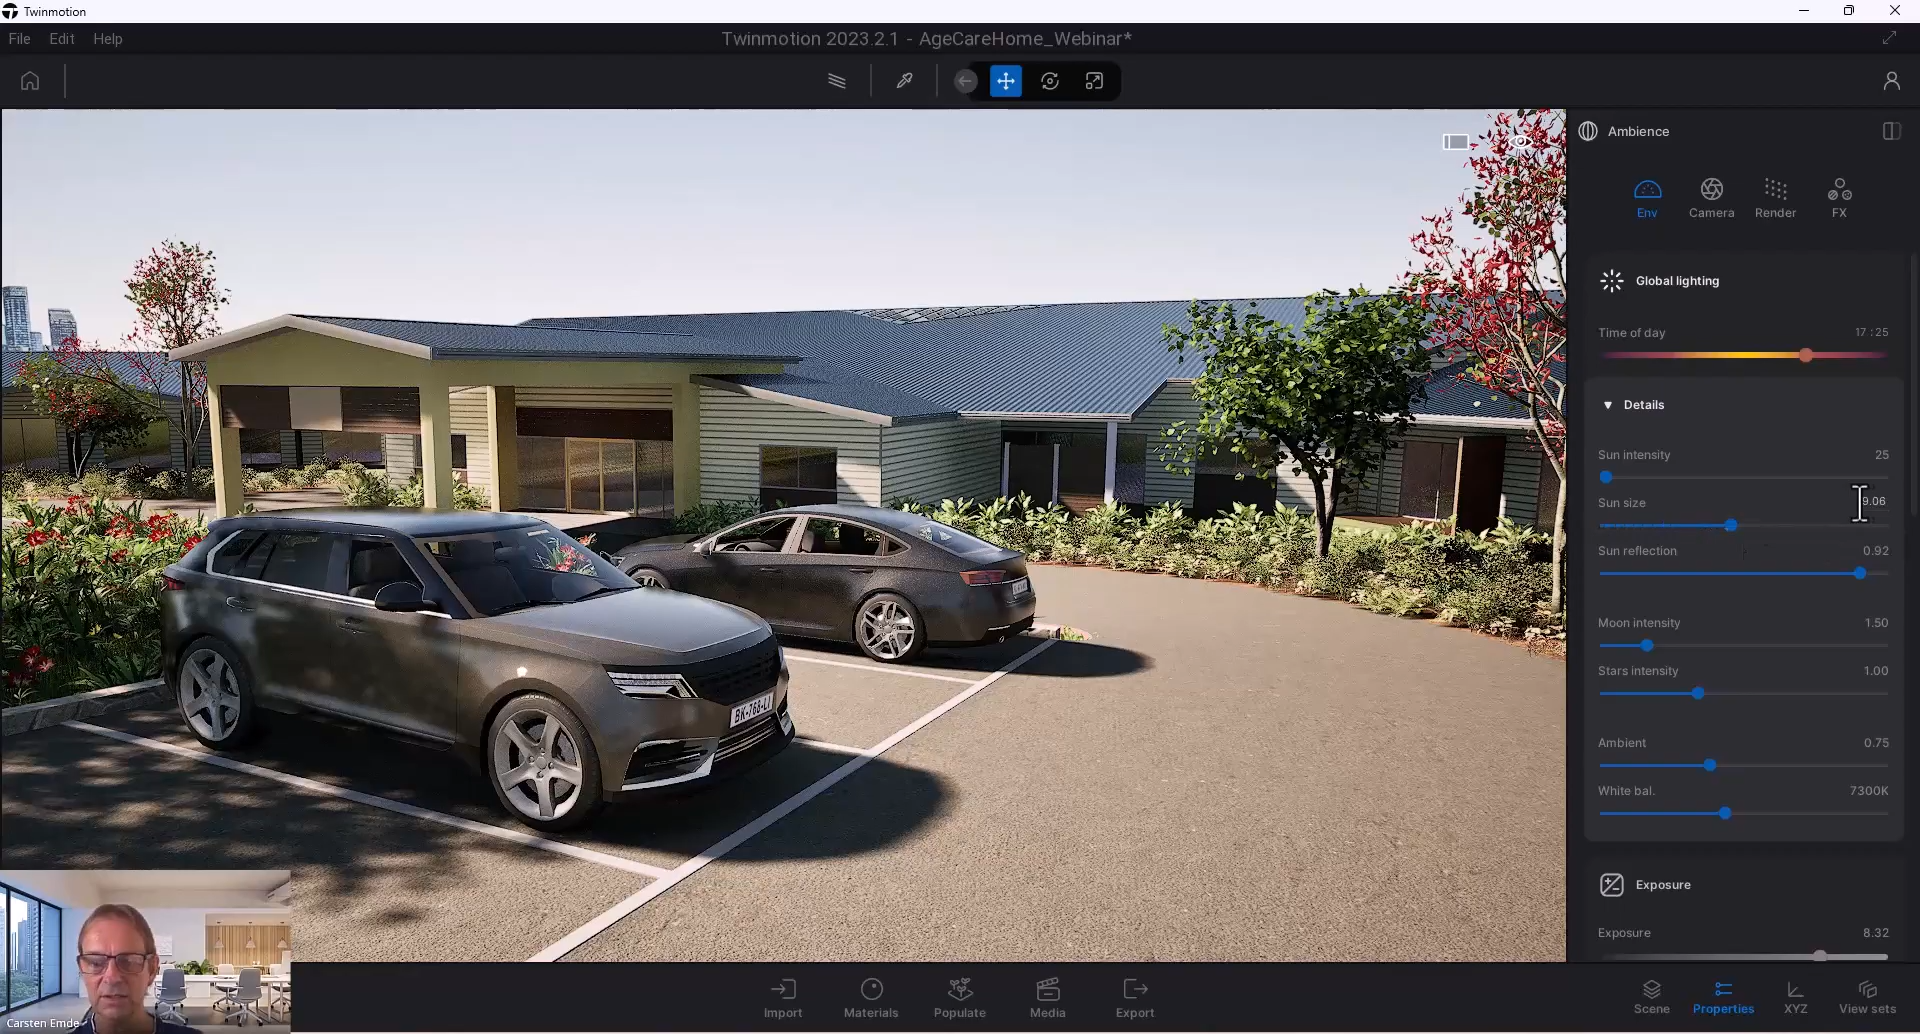 Twinmotion
File Edit Help
Twinmotion 2023.2.1 - AgeCareHome_Webinar*
Ambience
Env Camera Render FX
Global lighting
Time of day 17:25
Details
Sun intensity 25
Sun size 9.06
Sun reflection 0.92
Moon intensity 1.50
Stars intensity 1.00
Ambient 0.75
White bal. 7300K
Exposure
Exposure 8.32
BK-768-LI
Carsten Emde
Import Materials Populate Media Export
Scene Properties XYZ View sets